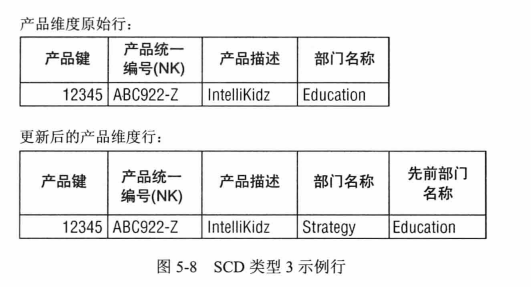 产品维度原始行：
产品键 产品统一编号(NK) 产品描述 部门名称
12345 ABC922-Z IntelliKidz Education
更新后的产品维度行：
产品键 产品统一编号(NK) 产品描述 部门名称 先前部门名称
12345 ABC922-Z IntelliKidz Strategy Education
图 5-8 SCD 类型 3 示例行